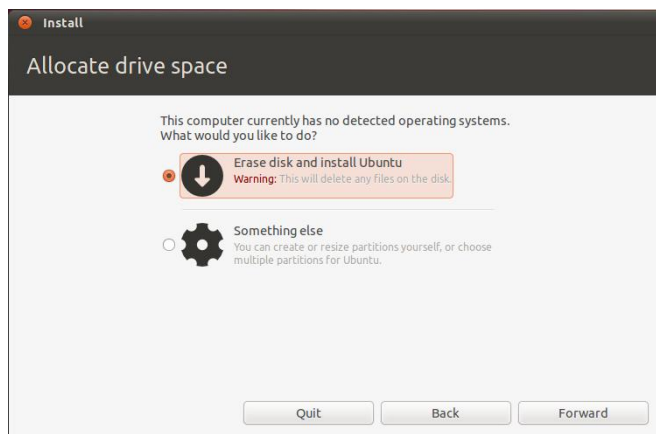 Install
Allocate drive space
This computer currently has no detected operating systems.
What would you like to do?
Erase disk and install Ubuntu
Warning: This will delete any files on the disk.
Something else
You can create or resize partitions yourself, or choose
multiple partitions for Ubuntu.
Quit
Back
Forward